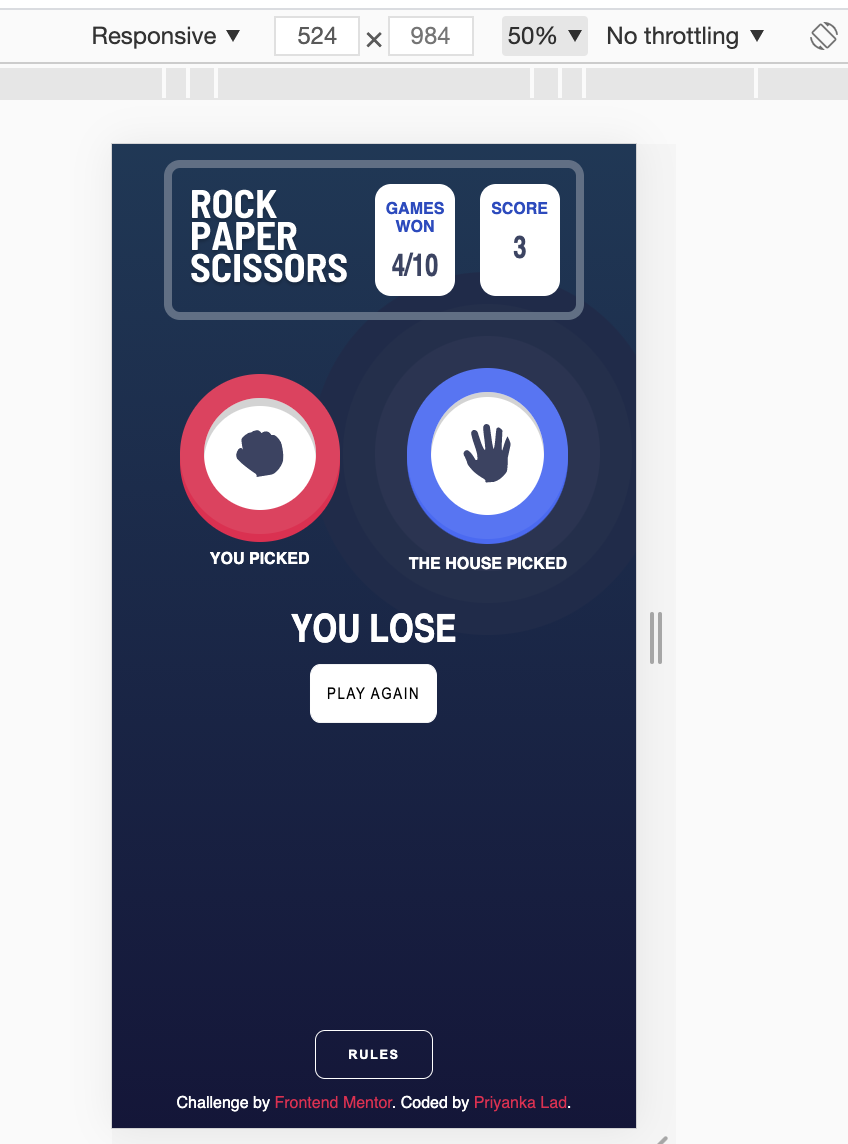 Responsive ▼ 524 × 984 50% ▼ No throttling ▼
ROCK
PAPER
SCISSORS
GAMES
WON
4/10
SCORE
3
YOU PICKED
THE HOUSE PICKED
YOU LOSE
PLAY AGAIN
RULES
Challenge by Frontend Mentor. Coded by Priyanka Lad.